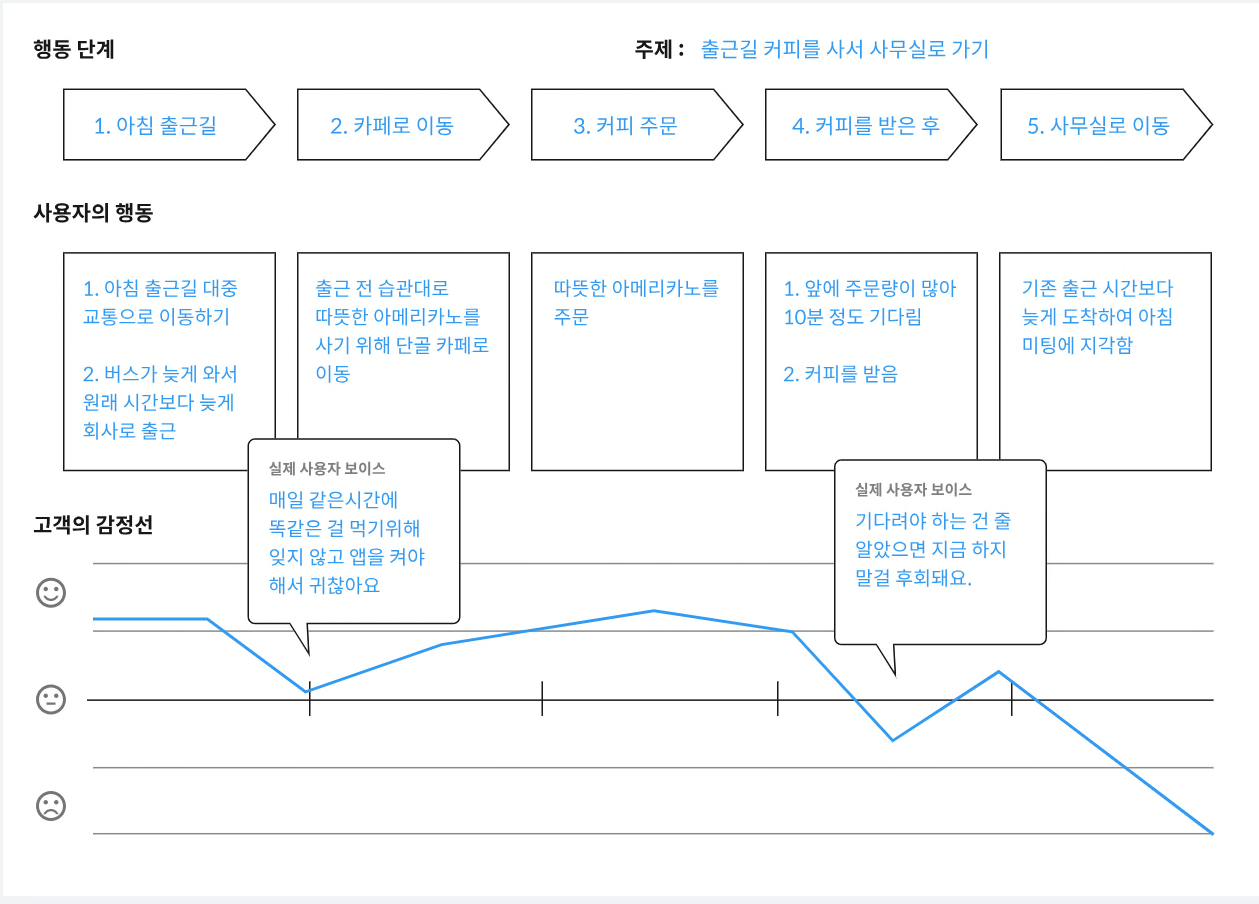 행동 단계
주제 : 출근길 커피를 사서 사무실로 가기
1. 아침 출근길
2. 카페로 이동
3. 커피 주문
4. 커피를 받은 후
5. 사무실로 이동
사용자의 행동
1. 아침 출근길 대중
교통으로 이동하기
2. 버스가 늦게 와서
원래 시간보다 늦게
회사로 출근
출근 전 습관대로
따뜻한 아메리카노를
사기 위해 단골 카페로
이동
따뜻한 아메리카노를
주문
1. 앞에 주문량이 많아
10분 정도 기다림
2. 커피를 받음
기존 출근 시간보다
늦게 도착하여 아침
미팅에 지각함
고객의 감정선
실제 사용자 보이스
매일 같은시간에
똑같은 걸 먹기위해
잊지 않고 앱을 켜야
해서 귀찮아요
실제 사용자 보이스
기다려야 하는 건 줄
알았으면 지금 하지
말걸 후회돼요.